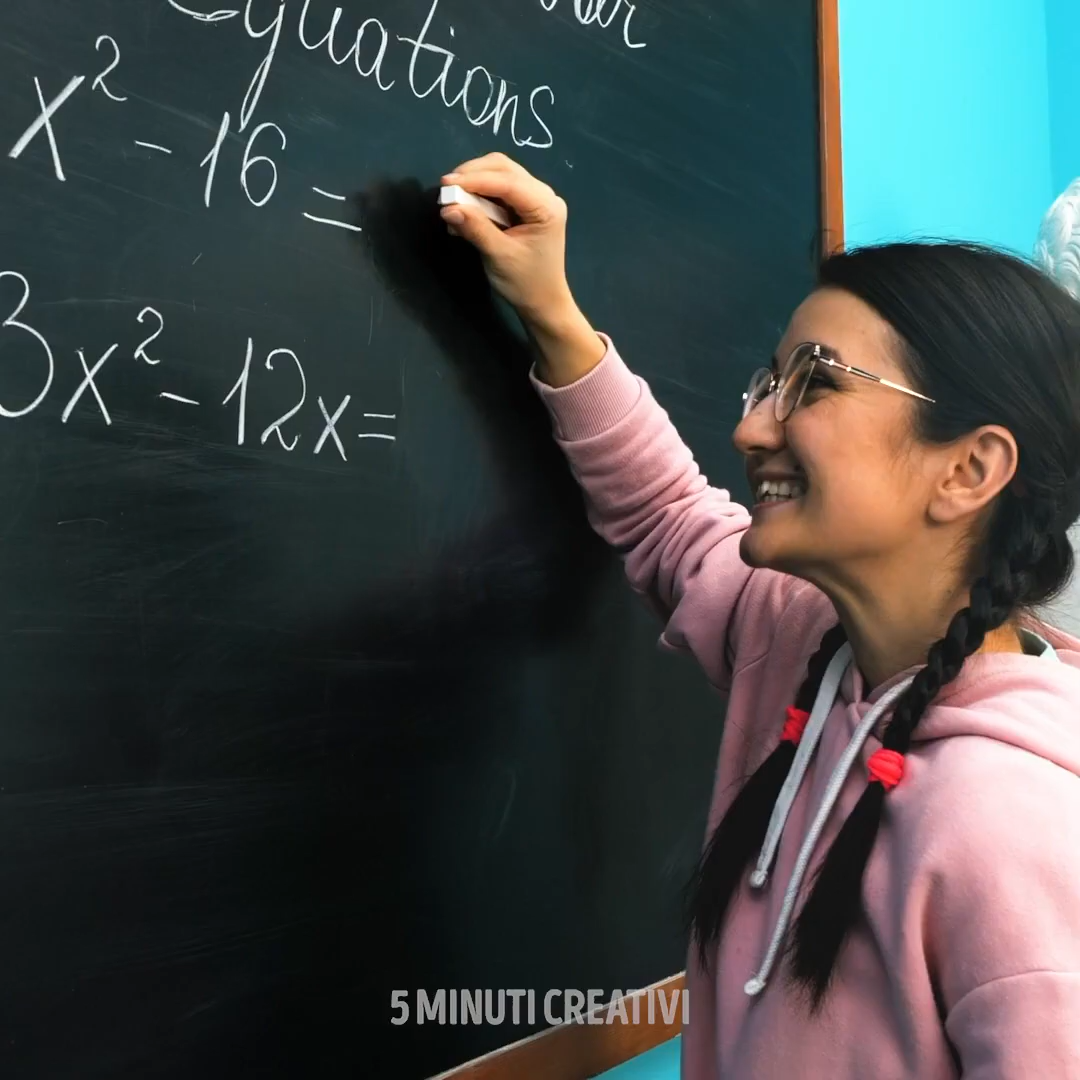 Equations
x² - 16 =
3x² - 12x =
5 MINUTI CREATIVI